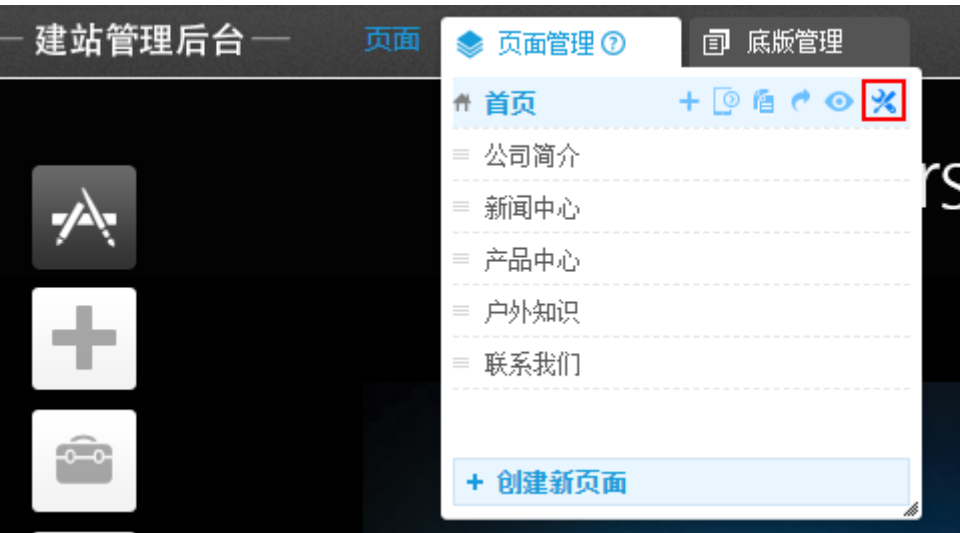 建站管理后台
页面
页面管理
底版管理
首页
公司简介
新闻中心
产品中心
户外知识
联系我们
+ 创建新页面
rs